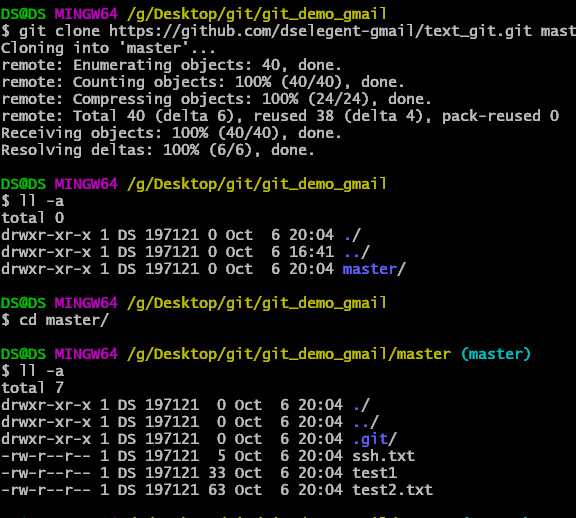 DS@DS MINGW64 /g/Desktop/git/git_demo_gmail
$ git clone https://github.com/dselegent-gmail/text_git.git mast
Cloning into 'master'...
remote: Enumerating objects: 40, done.
remote: Counting objects: 100% (40/40), done.
remote: Compressing objects: 100% (24/24), done.
remote: Total 40 (delta 6), reused 38 (delta 4), pack-reused 0
Receiving objects: 100% (40/40), done.
Resolving deltas: 100% (6/6), done.
DS@DS MINGW64 /g/Desktop/git/git_demo_gmail
$ ll -a
total 0
drwxr-xr-x 1 DS 197121 0 Oct  6 20:04 ./
drwxr-xr-x 1 DS 197121 0 Oct  6 16:41 ../
drwxr-xr-x 1 DS 197121 0 Oct  6 20:04 master/
DS@DS MINGW64 /g/Desktop/git/git_demo_gmail
$ cd master/
DS@DS MINGW64 /g/Desktop/git/git_demo_gmail/master (master)
$ ll -a
total 7
drwxr-xr-x 1 DS 197121  0 Oct  6 20:04 ./
drwxr-xr-x 1 DS 197121  0 Oct  6 20:04 ../
drwxr-xr-x 1 DS 197121  0 Oct  6 20:04 .git/
-rw-r--r-- 1 DS 197121  5 Oct  6 20:04 ssh.txt
-rw-r--r-- 1 DS 197121 33 Oct  6 20:04 test1
-rw-r--r-- 1 DS 197121 63 Oct  6 20:04 test2.txt